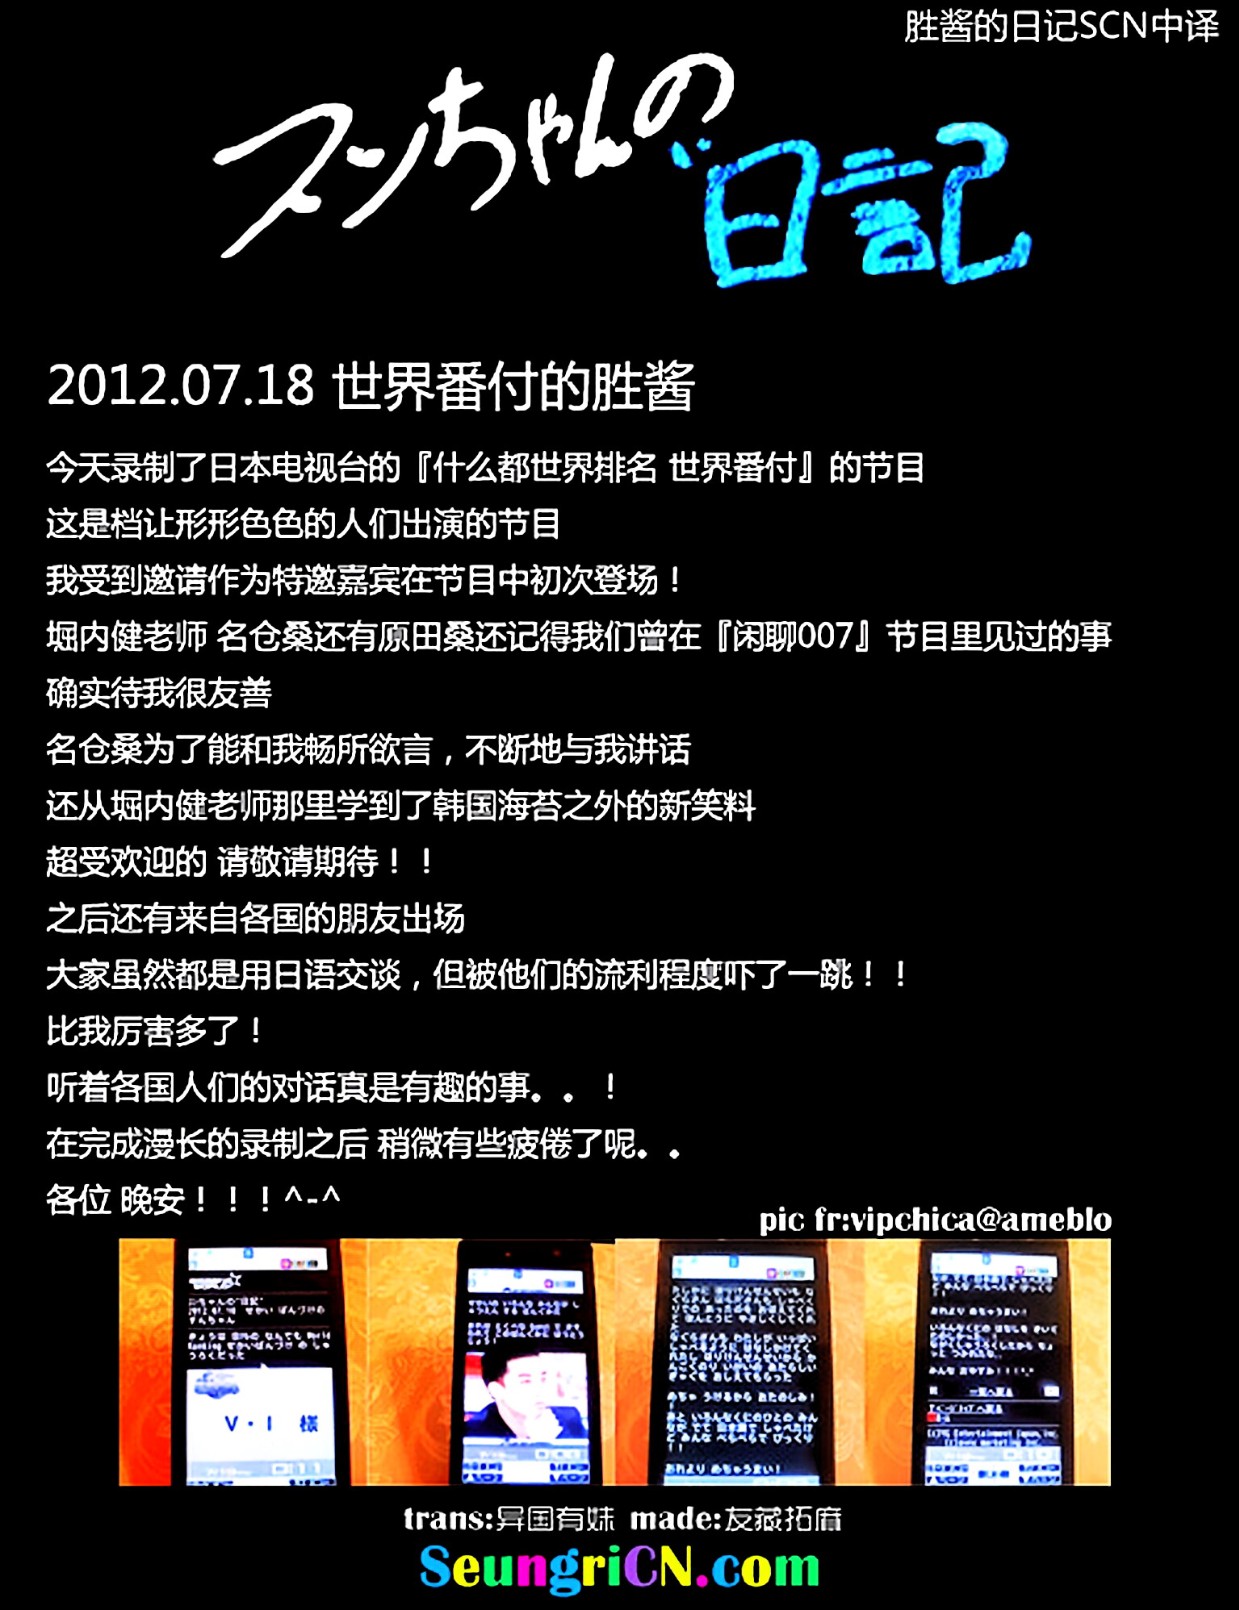 胜酱的日记SCN中译
スンちゃんの
日記
2012.07.18 世界番付的胜酱
今天录制了日本电视台的『什么都世界排名 世界番付』的节目
这是档让形形色色的人们出演的节目
我受到邀请作为特邀嘉宾在节目中初次登场！
堀内健老师 名仓桑还有原田桑还记得我们曾在『闲聊007』节目里见过的事
确实待我很友善
名仓桑为了能和我畅所欲言，不断地与我讲话
还从堀内健老师那里学到了韩国海苔之外的新笑料
超受欢迎的 请敬请期待！！
之后还有来自各国的朋友出场
大家虽然都是用日语交谈，但被他们的流利程度吓了一跳！！
比我厉害多了！
听着各国人们的对话真是有趣的事。。！
在完成漫长的录制之后 稍微有些疲倦了呢。。
各位 晚安！！！^-^
pic fr:vipchica@ameblo
V・I 様
おれより めちゃうまい！
trans:异国有妹 made:友藏拓麻
SeungriCN.com